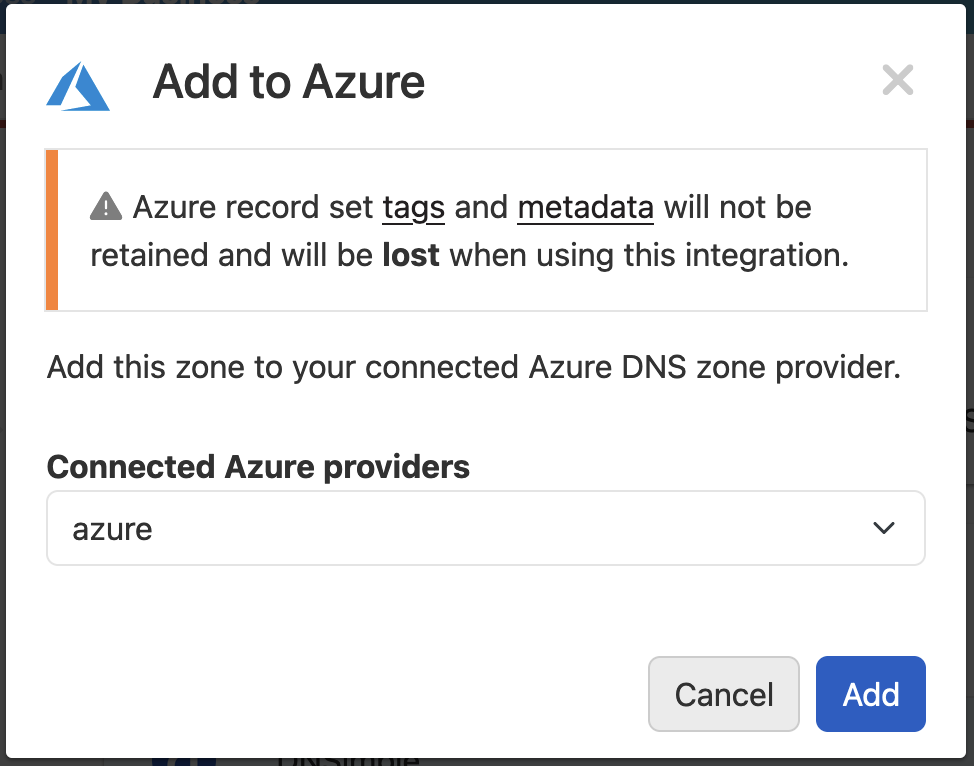 Add to Azure
Azure record set tags and metadata will not be
retained and will be lost when using this integration.
Add this zone to your connected Azure DNS zone provider.
Connected Azure providers
azure
Cancel
Add
DNSimple